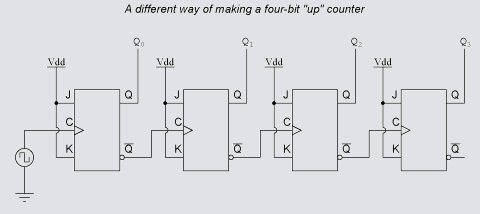 A different way of making a four-bit "up" counter
Q0 Q1 Q2 Q3
Vdd Vdd Vdd Vdd
J Q J Q J Q J Q
C C C C
K Q̅ K Q̅ K Q̅ K Q̅